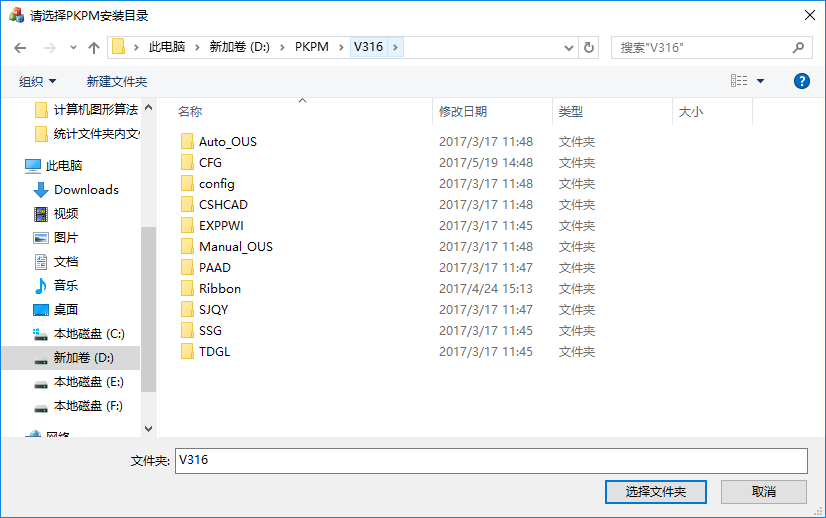 请选择PKPM安装目录
此电脑 新加卷 (D:) PKPM V316
搜索"V316"
组织 新建文件夹
计算机图形算法
统计文件夹内文
此电脑
Downloads
视频
图片
文档
音乐
桌面
本地磁盘 (C:)
新加卷 (D:)
本地磁盘 (E:)
本地磁盘 (F:)
网络
名称 修改日期 类型 大小
Auto_OUS 2017/3/17 11:48 文件夹
CFG 2017/5/19 14:48 文件夹
config 2017/3/17 11:48 文件夹
CSHCAD 2017/3/17 11:48 文件夹
EXPPWI 2017/3/17 11:45 文件夹
Manual_OUS 2017/3/17 11:48 文件夹
PAAD 2017/3/17 11:47 文件夹
Ribbon 2017/4/24 15:13 文件夹
SJQY 2017/3/17 11:47 文件夹
SSG 2017/3/17 11:45 文件夹
TDGL 2017/3/17 11:45 文件夹
文件夹: V316
选择文件夹 取消